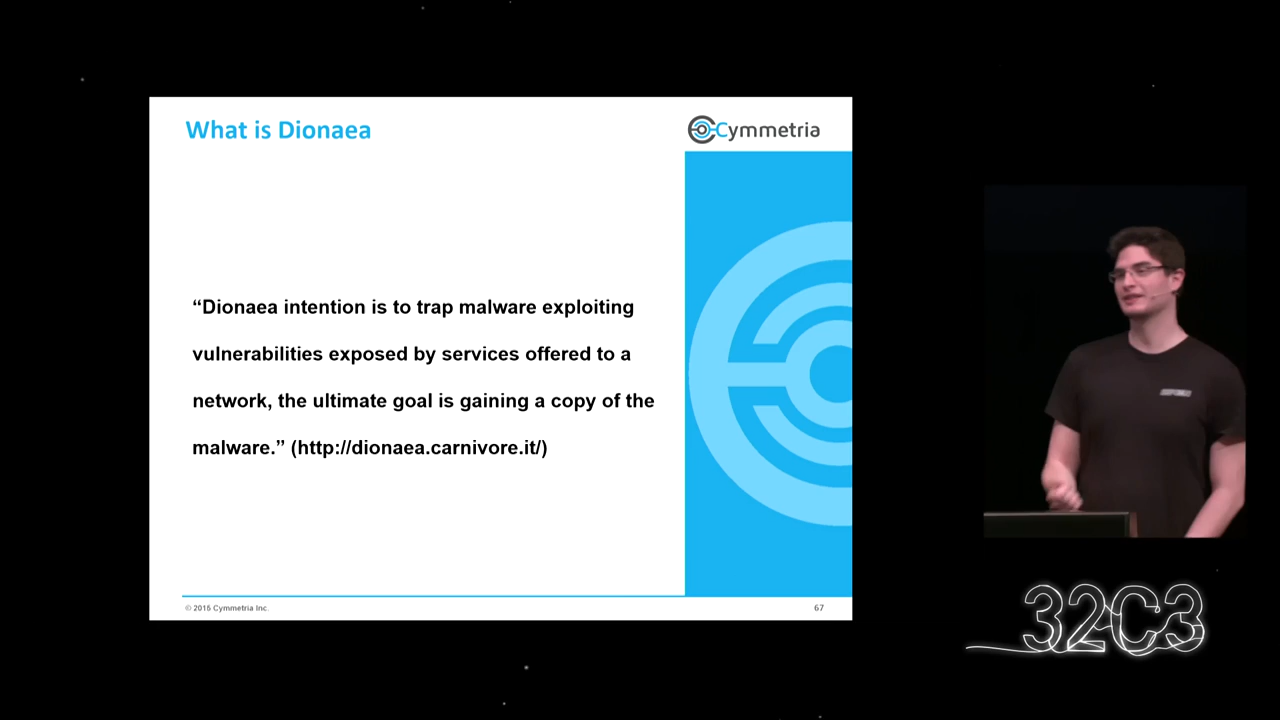 What is Dionaea
Cymmetria
“Dionaea intention is to trap malware exploiting
vulnerabilities exposed by services offered to a
network, the ultimate goal is gaining a copy of the
malware.” (http://dionaea.carnivore.it/)
© 2015 Cymmetria Inc.
67
32C3